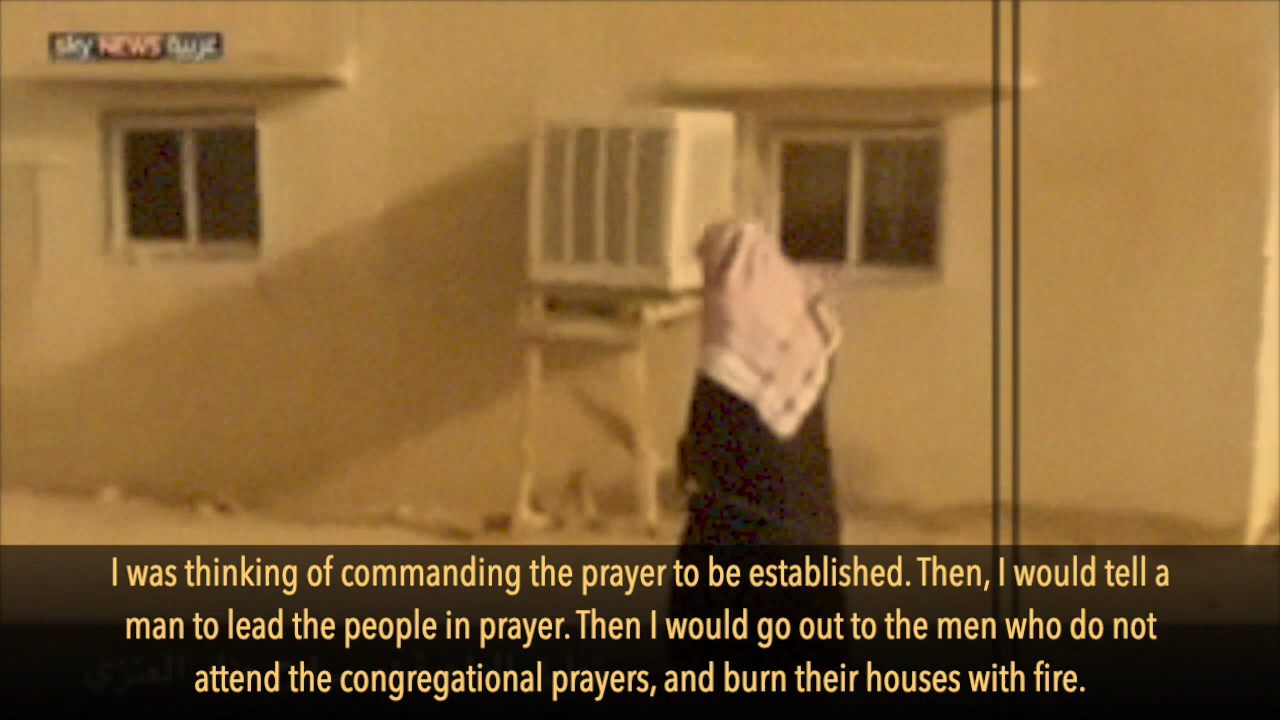 sky NEWS عربية
I was thinking of commanding the prayer to be established. Then, I would tell a
man to lead the people in prayer. Then I would go out to the men who do not
attend the congregational prayers, and burn their houses with fire.